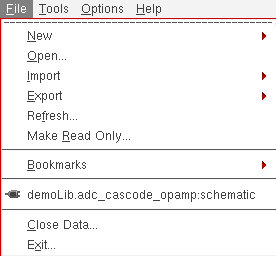 File Tools Options Help
New
Open...
Import
Export
Refresh...
Make Read Only...
Bookmarks
demoLib.adc_cascode_opamp:schematic
Close Data...
Exit...